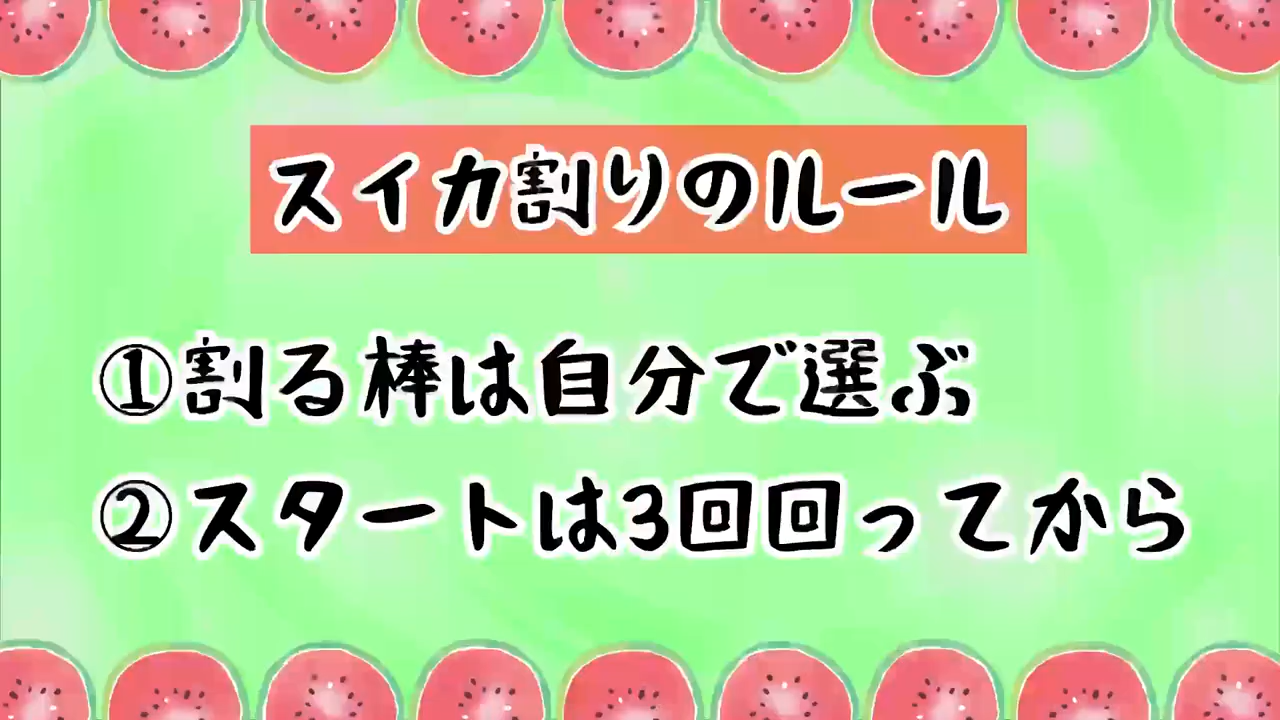 スイカ割りのルール
①割る棒は自分で選ぶ
②スタートは3回回ってから